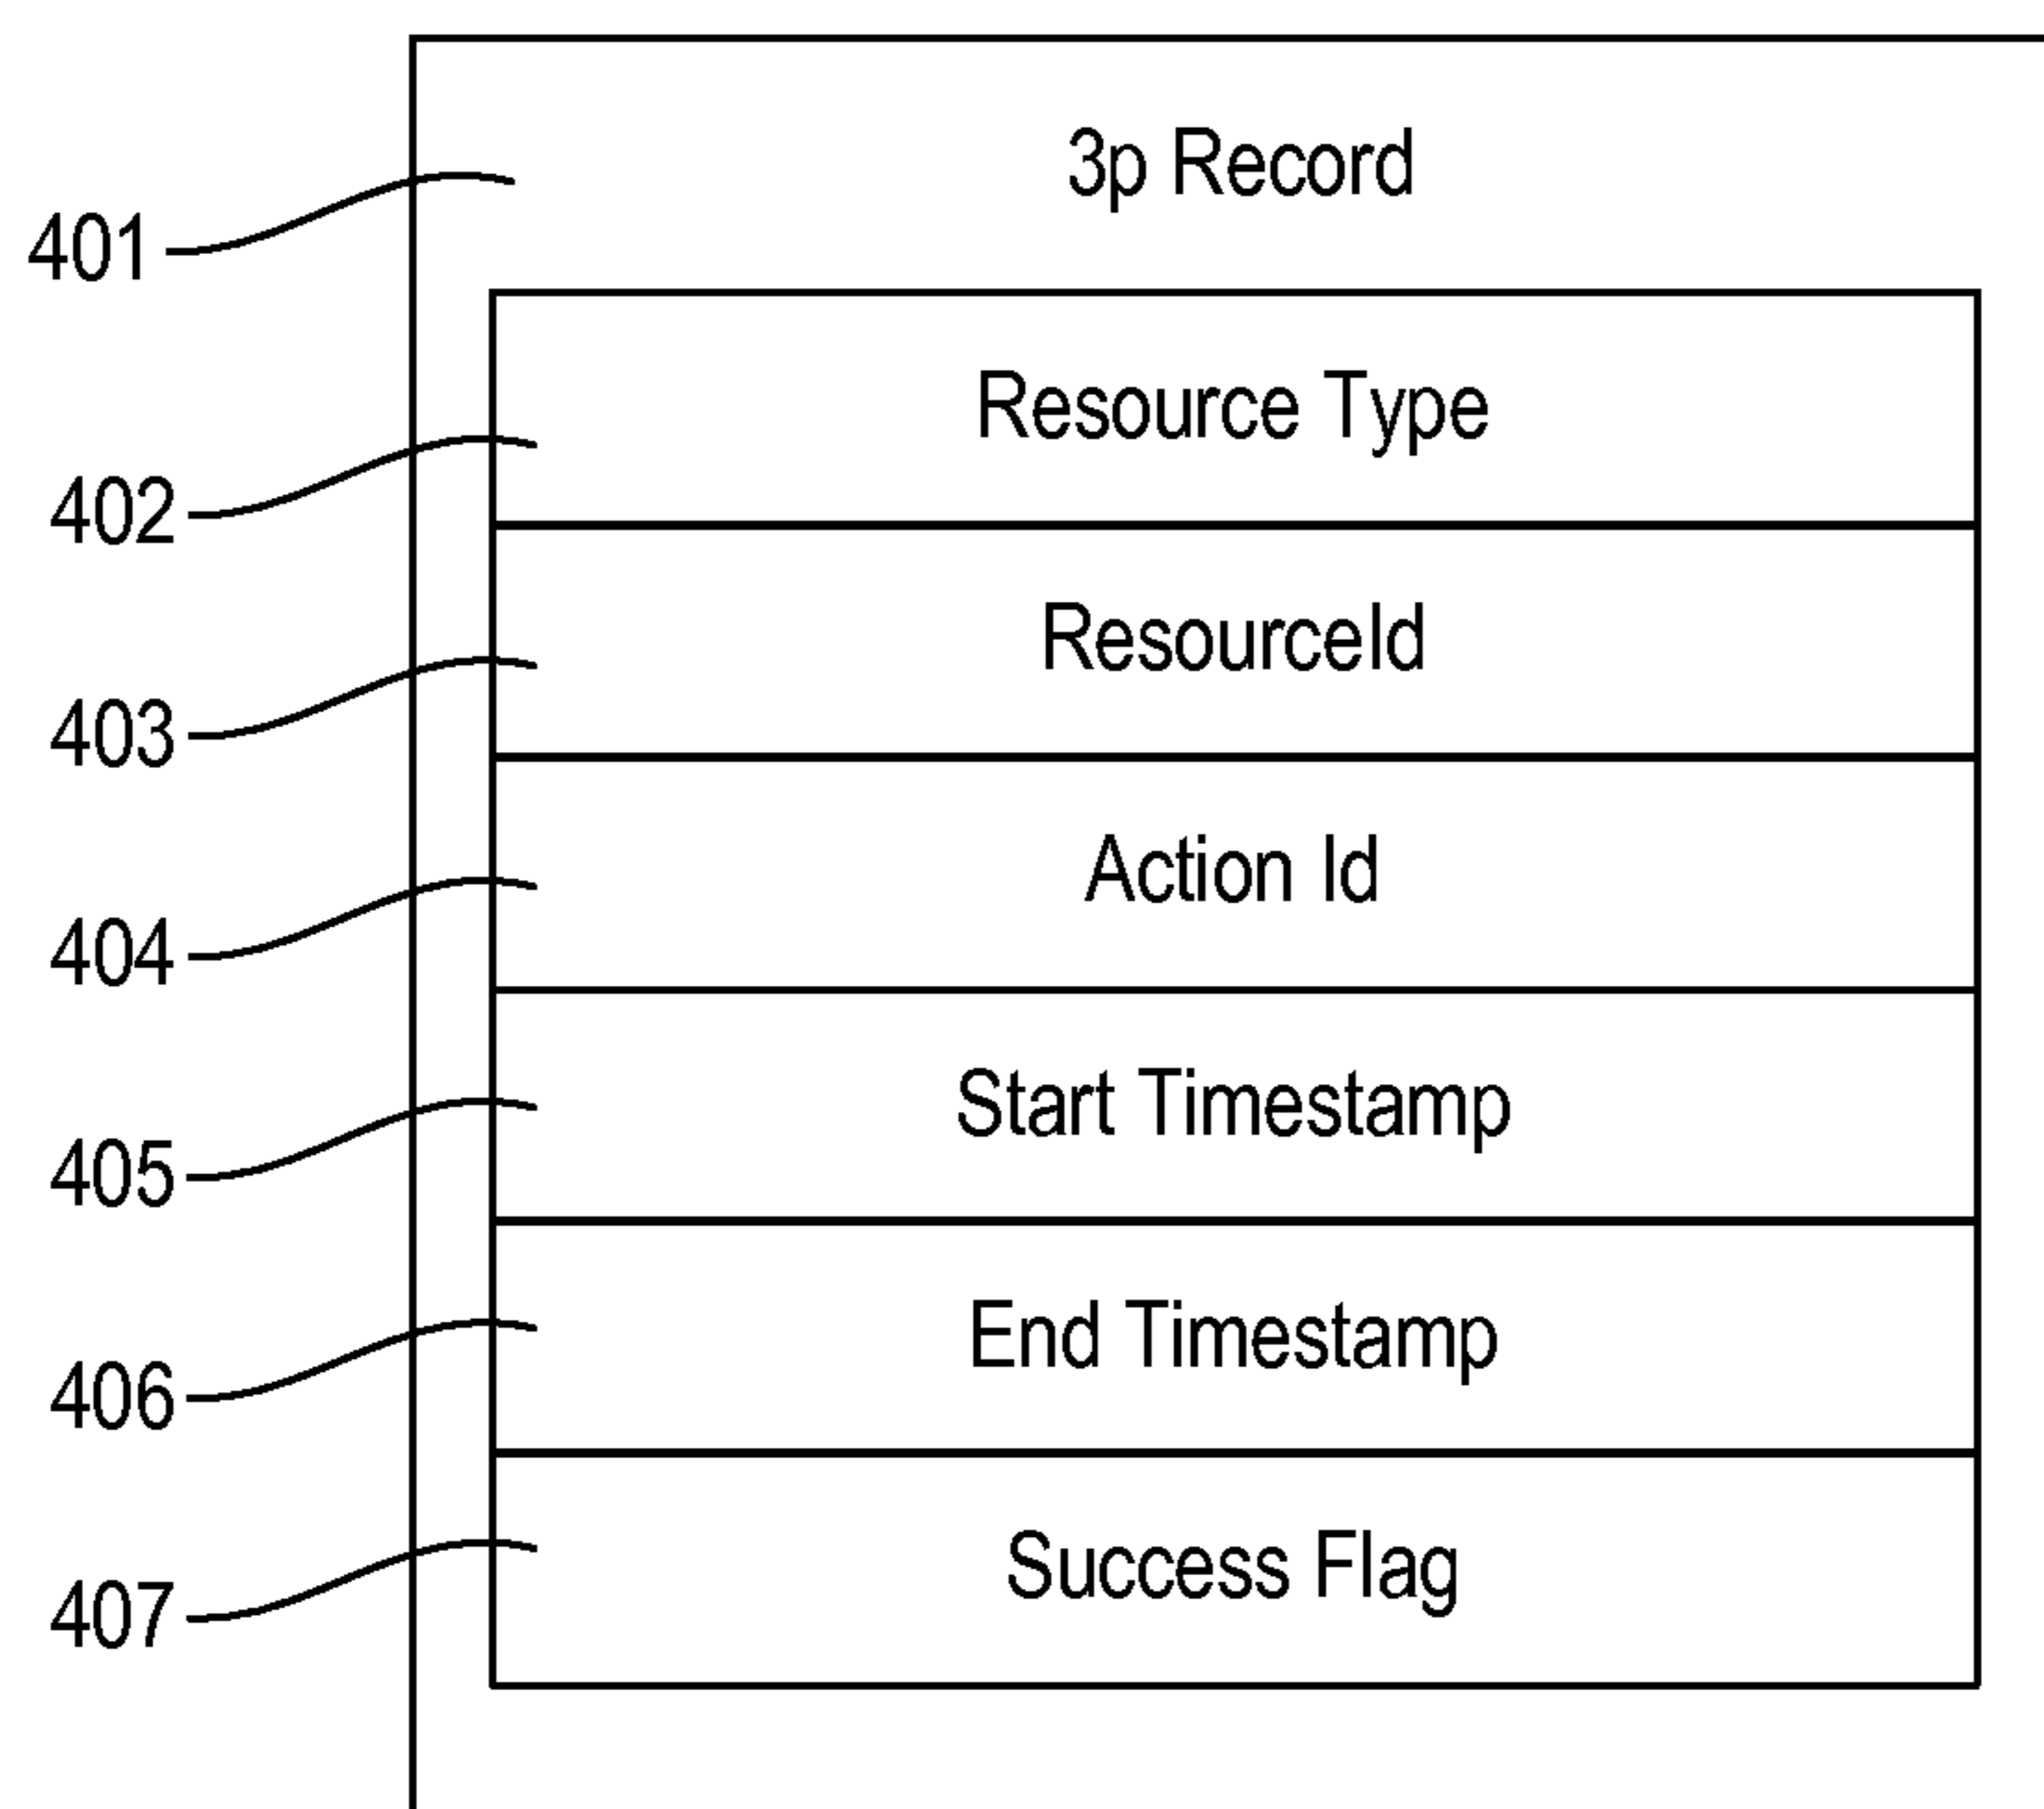 3p Record
401
Resource Type
402
ResourceId
403
Action Id
404
Start Timestamp
405
End Timestamp
406
Success Flag
407